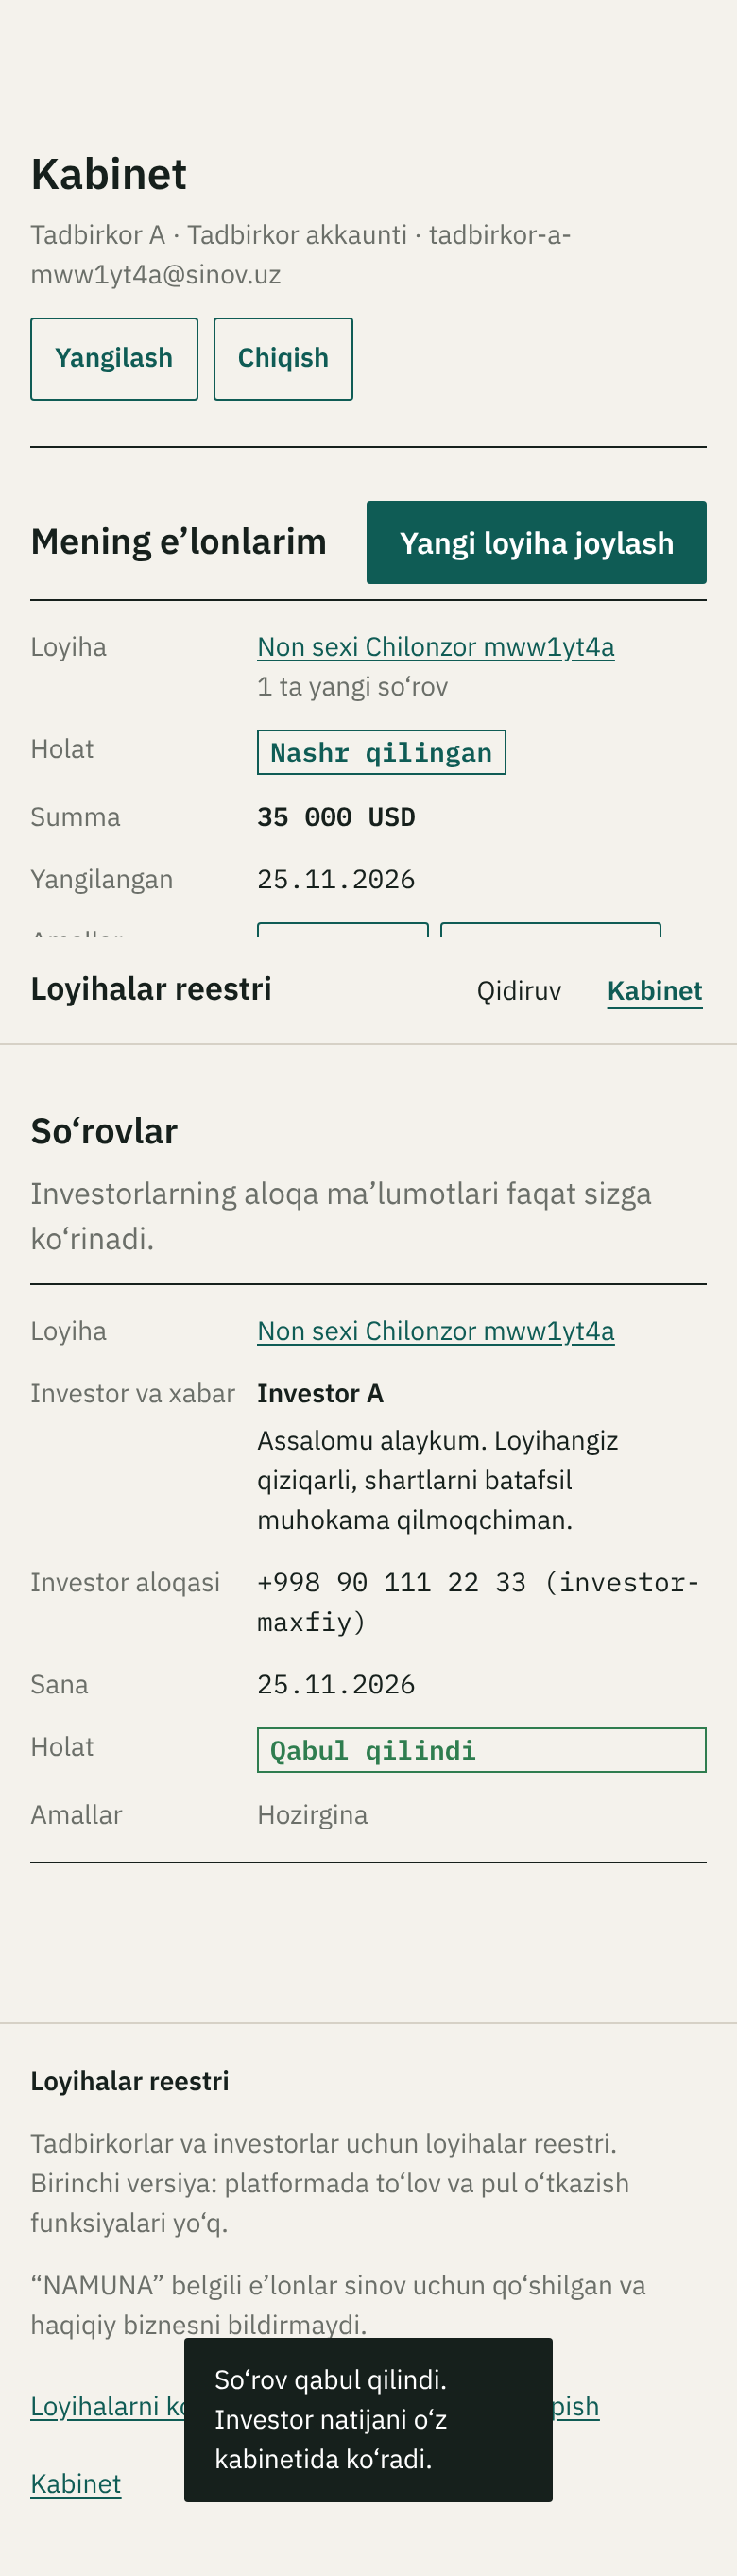 Kabinet
Tadbirkor A · Tadbirkor akkaunti · tadbirkor-a-
mww1yt4a@sinov.uz
Yangilash Chiqish
Mening e’lonlarim Yangi loyiha joylash
Loyiha Non sexi Chilonzor mww1yt4a
1 ta yangi so‘rov
Holat Nashr qilingan
Summa 35 000 USD
Yangilangan 25.11.2026
Loyihalar reestri Qidiruv Kabinet
So‘rovlar
Investorlarning aloqa ma’lumotlari faqat sizga
ko‘rinadi.
Loyiha Non sexi Chilonzor mww1yt4a
Investor va xabar Investor A
Assalomu alaykum. Loyihangiz
qiziqarli, shartlarni batafsil
muhokama qilmoqchiman.
Investor aloqasi +998 90 111 22 33 (investor-
maxfiy)
Sana 25.11.2026
Holat Qabul qilindi
Amallar Hozirgina
Loyihalar reestri
Tadbirkorlar va investorlar uchun loyihalar reestri.
Birinchi versiya: platformada to‘lov va pul o‘tkazish
funksiyalari yo‘q.
“NAMUNA” belgili e’lonlar sinov uchun qo‘shilgan va
haqiqiy biznesni bildirmaydi.
Loyihalarni
So‘rov qabul qilindi.
Investor natijani o‘z
kabinetida ko‘radi.
Kabinet